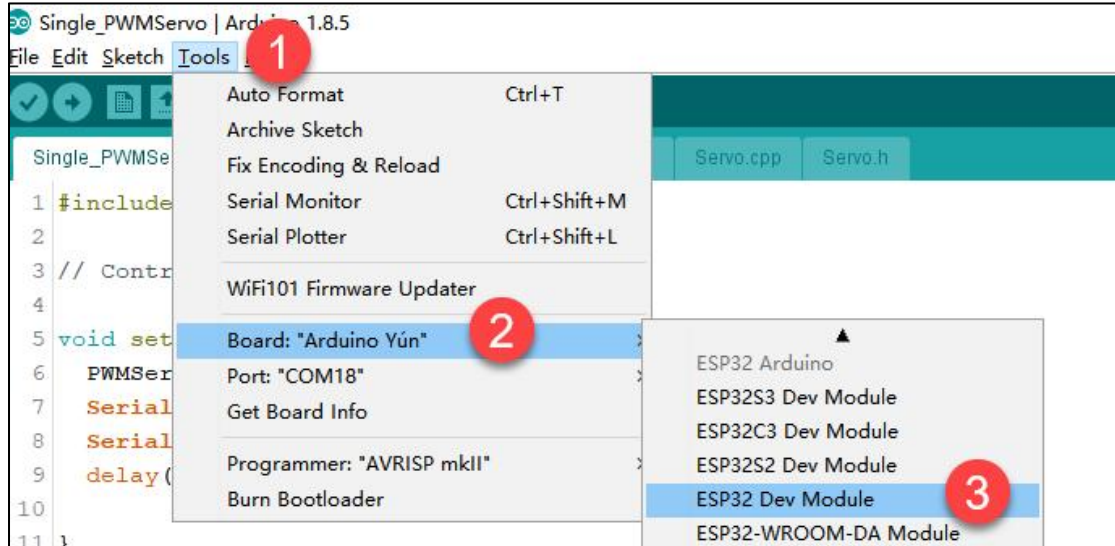 Single_PWMServo | Arduino 1.8.5
File Edit Sketch Tools
1
Auto Format Ctrl+T
Archive Sketch
Fix Encoding & Reload
Serial Monitor Ctrl+Shift+M
Serial Plotter Ctrl+Shift+L
WiFi101 Firmware Updater
Board: "Arduino Yún"
2
Port: "COM18"
Get Board Info
Programmer: "AVRISP mkII"
Burn Bootloader
ESP32 Arduino
ESP32S3 Dev Module
ESP32C3 Dev Module
ESP32S2 Dev Module
ESP32 Dev Module
3
ESP32-WROOM-DA Module
Single_PWMSe Servo.cpp Servo.h
1 #include
2
3 // Contr
4
5 void set
6 PWMSer
7 Serial
8 Serial
9 delay(
10
11 }